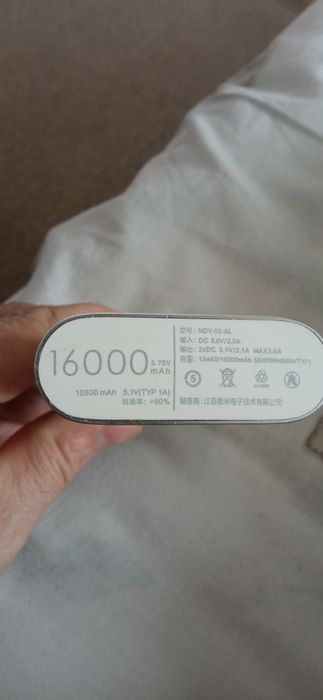 16000 3.75V mAh
10800 mAh 5.1V(TYP 1A)
转换率：>90%
型号：NDY-02-AL
输入：DC 5.0V/2.0A
输出：2xDC 5.1V/2.1A MAX3.6A
容量：15460/16000mAh 58/60WH(MIN/TYP)
5
Li-ion
制造商：江苏紫米电子技术有限公司